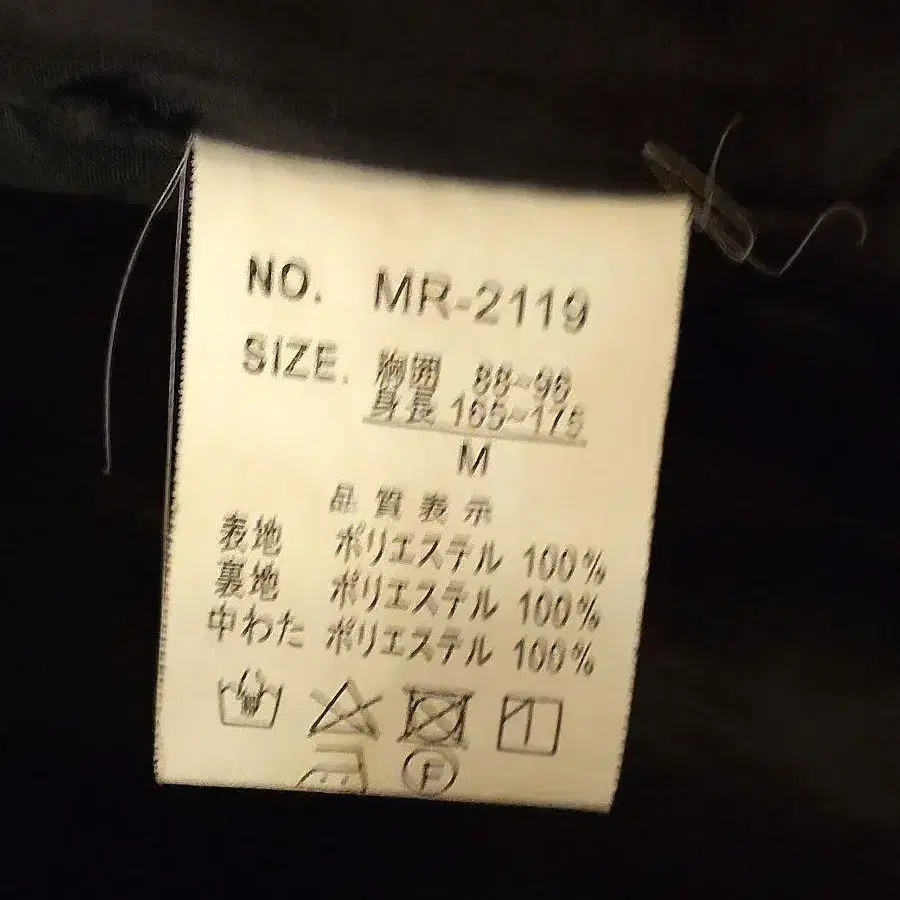 NO. MR-2119
SIZE. 胸囲 88~96
身長 165~175
M
品質表示
表地 ポリエステル 100%
裏地 ポリエステル 100%
中わた ポリエステル 100%
F